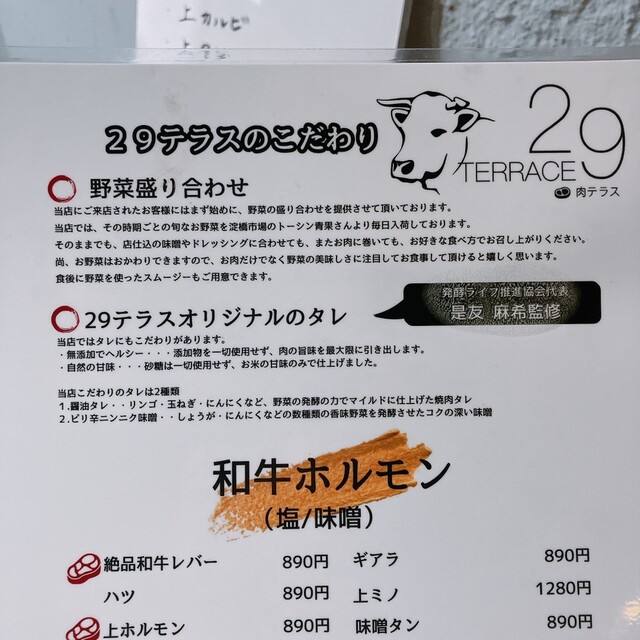 上カルビ
29テラスのこだわり
29
TERRACE
肉テラス
野菜盛り合わせ
当店にご来店されたお客様にはまず始めに、野菜の盛り合わせを提供させて頂いております。
当店では、その時期ごとの旬なお野菜を淀橋市場のトーシン青果さんより毎日入荷しております。
そのままでも、店仕込の味噌やドレッシングに合わせても、またお肉に巻いても、お好きな食べ方でお召し上がりください。
尚、お野菜はおかわりできますので、お肉だけでなく野菜の美味しさに注目してお食事して頂けると嬉しく思います。
食後に野菜を使ったスムージーもご用意できます。
発酵ライフ推進協会代表
是友 麻希監修
29テラスオリジナルのタレ
当店ではタレにもこだわりがあります。
・無添加でヘルシー・・・添加物を一切使用せず、肉の旨味を最大限に引き出します。
・自然の甘味・・・砂糖は一切使用せず、お米の甘味のみで仕上げました。
当店こだわりのタレは2種類
1.醤油タレ・・リンゴ・玉ねぎ・にんにくなど、野菜の発酵の力でマイルドに仕上げた焼肉タレ
2.ピリ辛ニンニク味噌・・しょうが・にんにくなどの数種類の香味野菜を発酵させたコクの深い味噌
和牛ホルモン
(塩/味噌)
絶品和牛レバー 890円 ギアラ 890円
ハツ 890円 上ミノ 1280円
上ホルモン 890円 味噌タン 890円